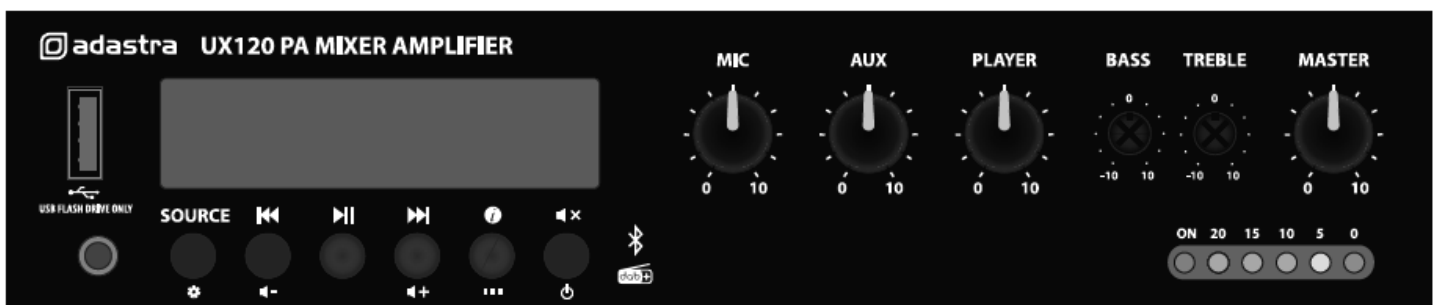 adastra UX120 PA MIXER AMPLIFIER
MIC AUX PLAYER BASS TREBLE MASTER
0 0
0 10 0 10 0 10 -10 10 -10 10 0 10
USB FLASH DRIVE ONLY
SOURCE
ON 20 15 10 5 0
dab+